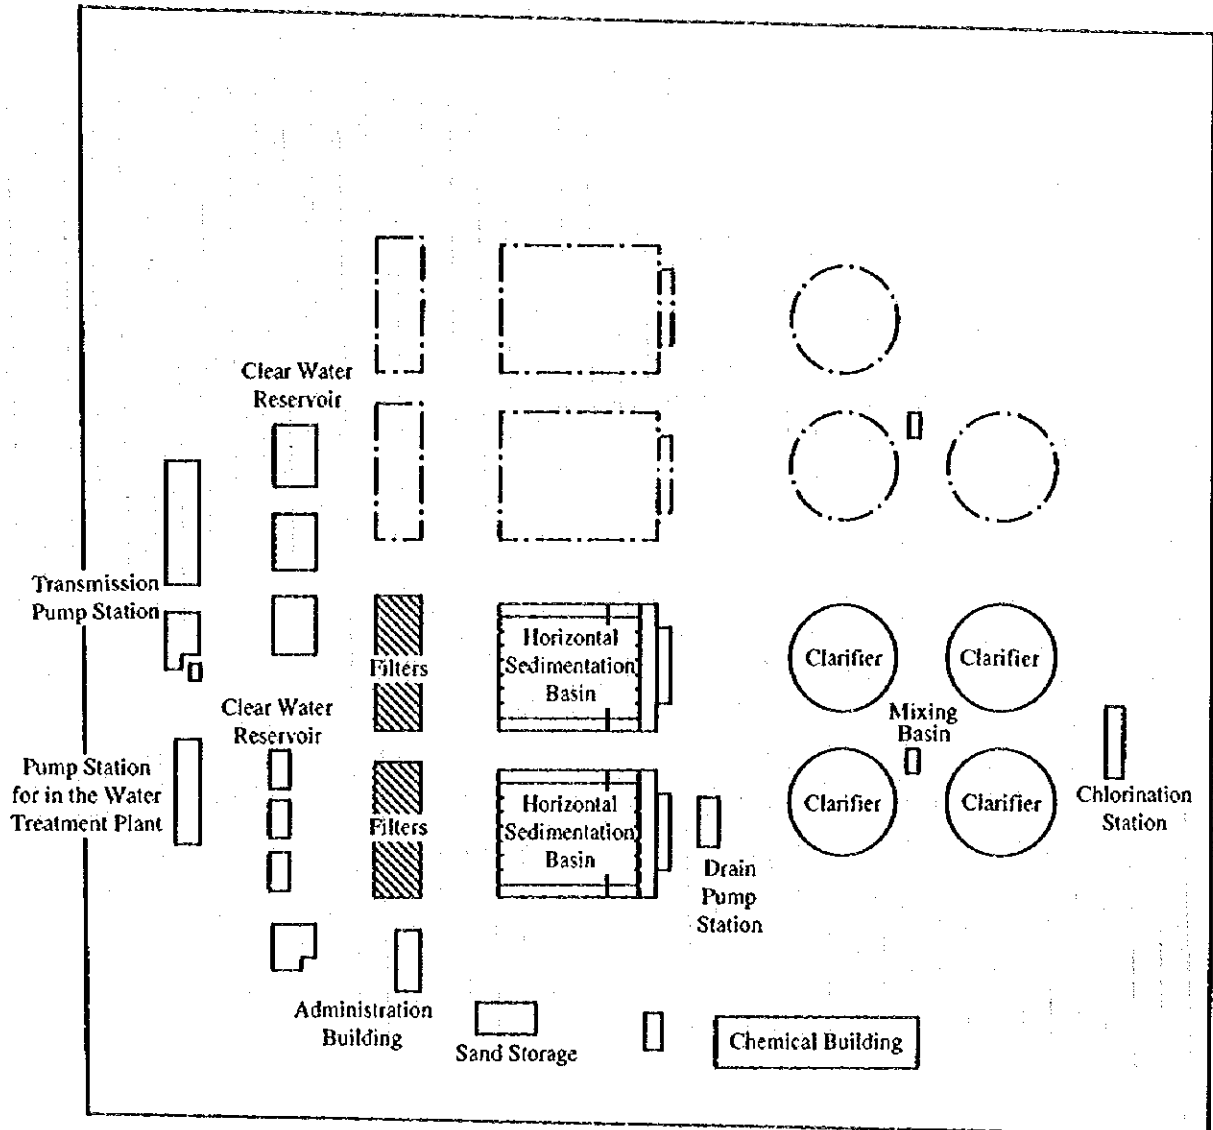 Clear Water
Reservoir
Transmission
Pump Station
Filters
Horizontal
Sedimentation
Basin
Clarifier
Clarifier
Clear Water
Reservoir
Mixing
Basin
Pump Station
for in the Water
Treatment Plant
Filters
Horizontal
Sedimentation
Basin
Clarifier
Clarifier
Chlorination
Station
Drain
Pump
Station
Administration
Building
Sand Storage
Chemical Building